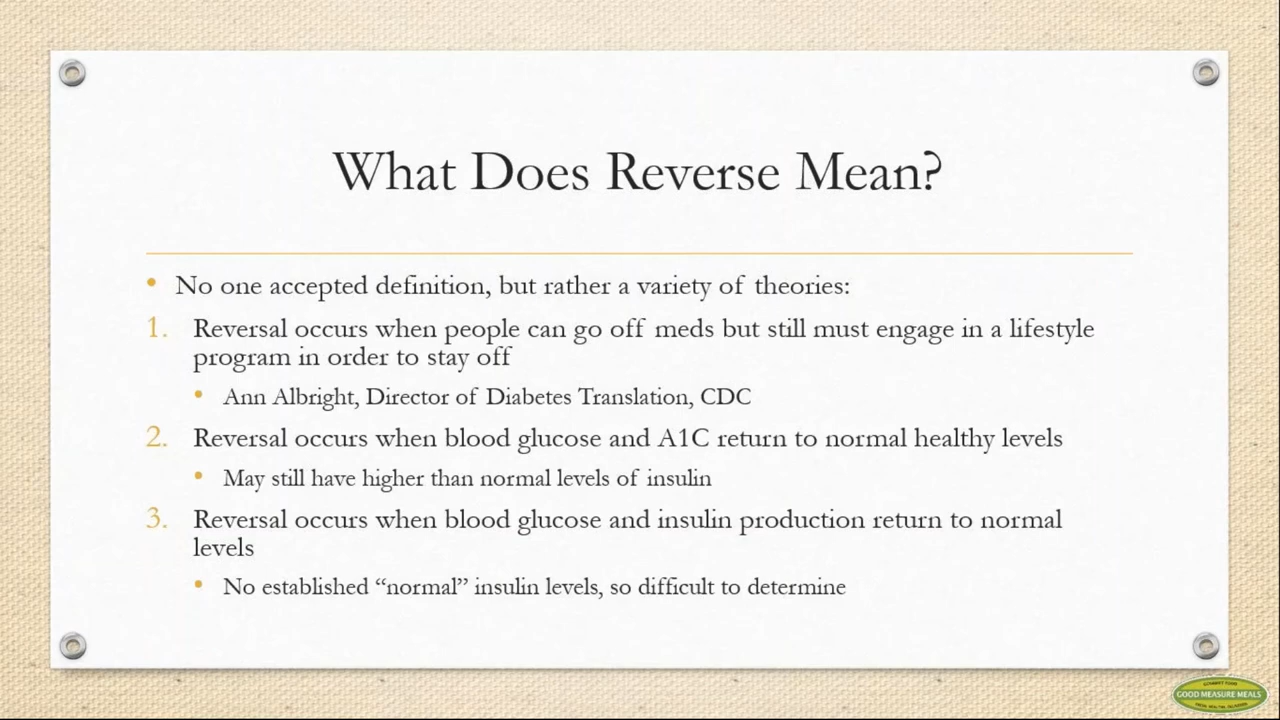 What Does Reverse Mean?
• No one accepted definition, but rather a variety of theories:
1. Reversal occurs when people can go off meds but still must engage in a lifestyle
program in order to stay off
• Ann Albright, Director of Diabetes Translation, CDC
2. Reversal occurs when blood glucose and A1C return to normal healthy levels
• May still have higher than normal levels of insulin
3. Reversal occurs when blood glucose and insulin production return to normal
levels
• No established “normal” insulin levels, so difficult to determine
GOURMET FOOD
GOOD MEASURE MEALS